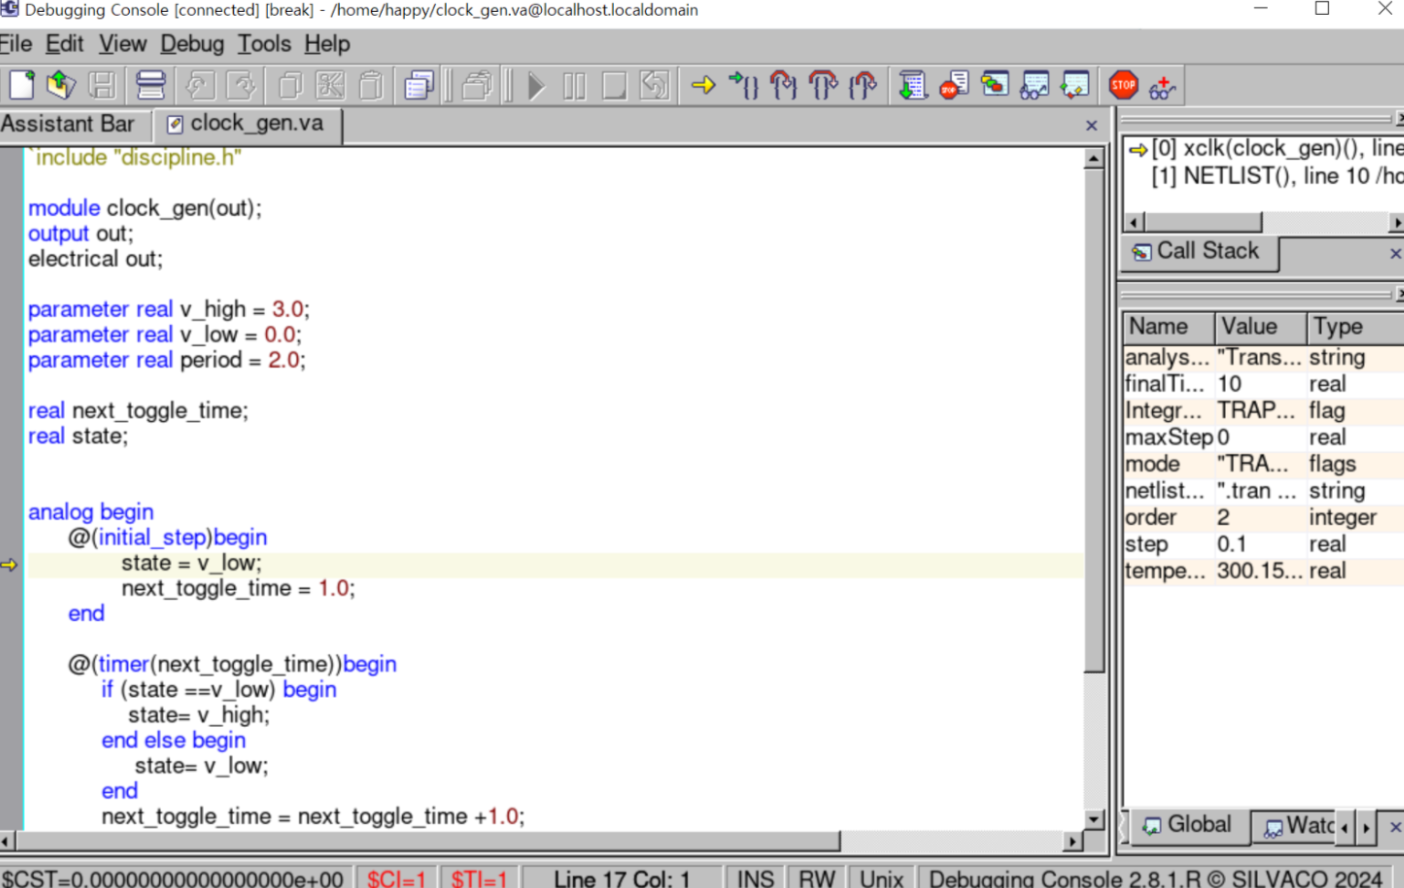 Debugging Console [connected] [break] - /home/happy/clock_gen.va@localhost.localdomain
File Edit View Debug Tools Help
STOP
Assistant Bar
clock_gen.va
`include "discipline.h"
module clock_gen(out);
output out;
electrical out;
parameter real v_high = 3.0;
parameter real v_low = 0.0;
parameter real period = 2.0;
real next_toggle_time;
real state;
analog begin
@(initial_step)begin
state = v_low;
next_toggle_time = 1.0;
end
@(timer(next_toggle_time))begin
if (state ==v_low) begin
state= v_high;
end else begin
state= v_low;
end
next_toggle_time = next_toggle_time +1.0;
[0] xclk(clock_gen)(), line
[1] NETLIST(), line 10 /ho
Call Stack
Name Value Type
analys... "Trans... string
finalTi... 10 real
Integr... TRAP... flag
maxStep 0 real
mode "TRA... flags
netlist... ".tran ... string
order 2 integer
step 0.1 real
tempe... 300.15... real
Global Watc
$CST=0.00000000000000000e+00 $CI=1 $TI=1 Line 17 Col: 1 INS RW Unix Debugging Console 2.8.1.R © SILVACO 2024